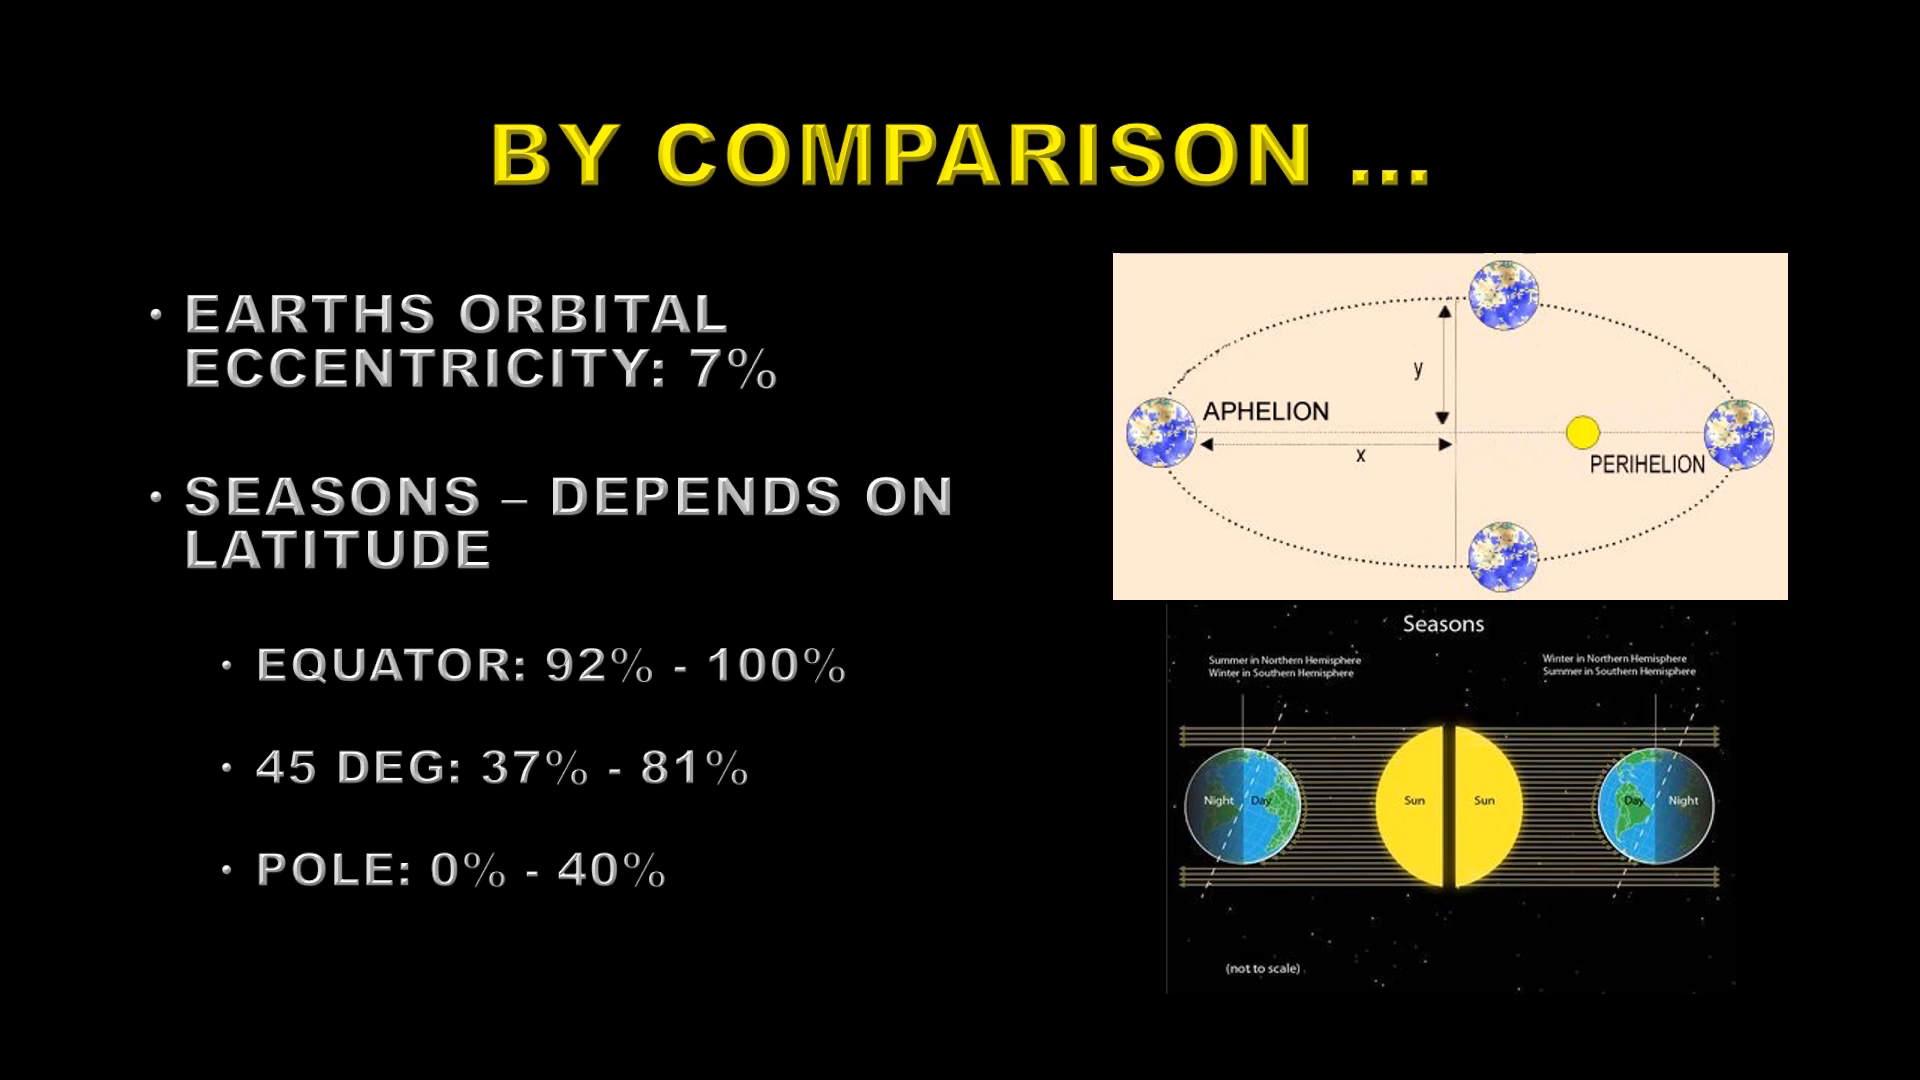 BY COMPARISON ...
• EARTHS ORBITAL
ECCENTRICITY: 7%
• SEASONS – DEPENDS ON
LATITUDE
• EQUATOR: 92% - 100%
• 45 DEG: 37% - 81%
• POLE: 0% - 40%
y
APHELION
x
PERIHELION
Seasons
Summer in Northern Hemisphere
Winter in Southern Hemisphere
Winter in Northern Hemisphere
Summer in Southern Hemisphere
Night Day Sun Sun Day Night
(not to scale)